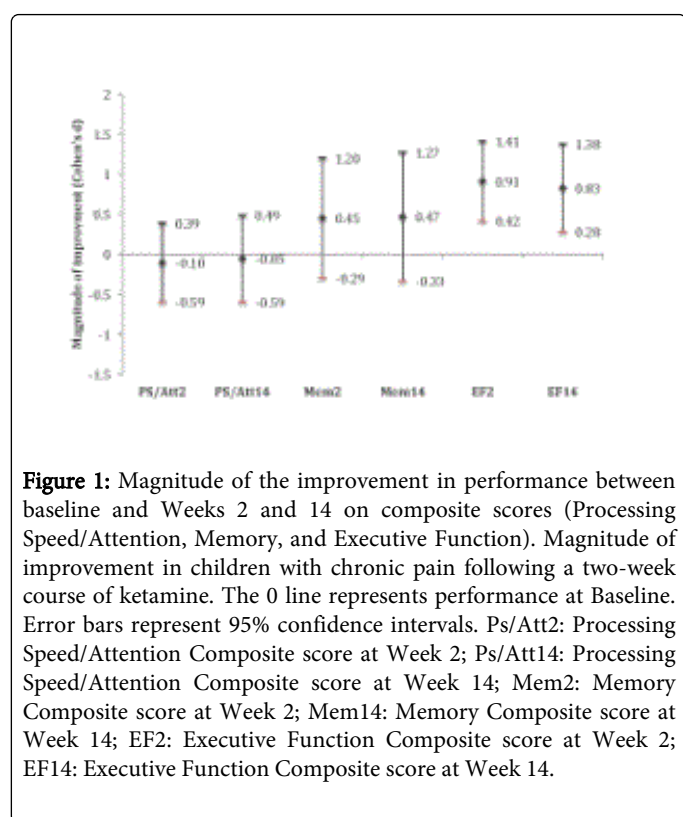 2
1.5
1
0.5
0
-0.5
-1
-1.5
Magnitude of improvment (Cohen's d)
0.39
-0.10
-0.59
0.49
-0.05
-0.59
1.20
0.45
-0.29
1.27
0.47
-0.33
1.41
0.91
0.42
1.38
0.83
0.28
PS/Att2 PS/Att14 Mem2 Mem14 EF2 EF14
Figure 1: Magnitude of the improvement in performance between
baseline and Weeks 2 and 14 on composite scores (Processing
Speed/Attention, Memory, and Executive Function). Magnitude of
improvement in children with chronic pain following a two-week
course of ketamine. The 0 line represents performance at Baseline.
Error bars represent 95% confidence intervals. Ps/Att2: Processing
Speed/Attention Composite score at Week 2; Ps/Att14: Processing
Speed/Attention Composite score at Week 14; Mem2: Memory
Composite score at Week 2; Mem14: Memory Composite score at
Week 14; EF2: Executive Function Composite score at Week 2;
EF14: Executive Function Composite score at Week 14.